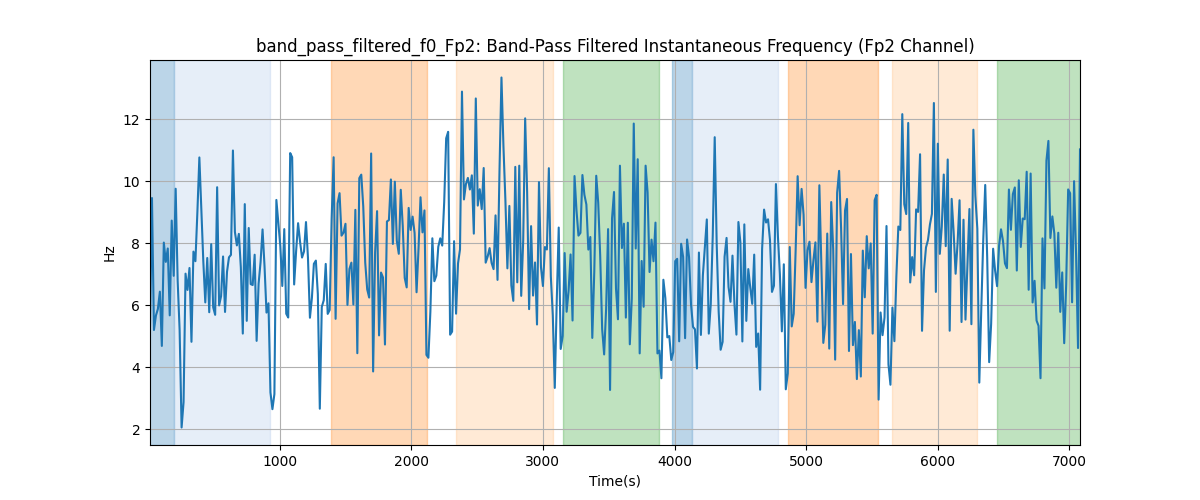 band_pass_filtered_f0_Fp2: Band-Pass Filtered Instantaneous Frequency (Fp2 Channel)
12
10
8
6
4
2
Hz
1000 2000 3000 4000 5000 6000 7000
Time(s)